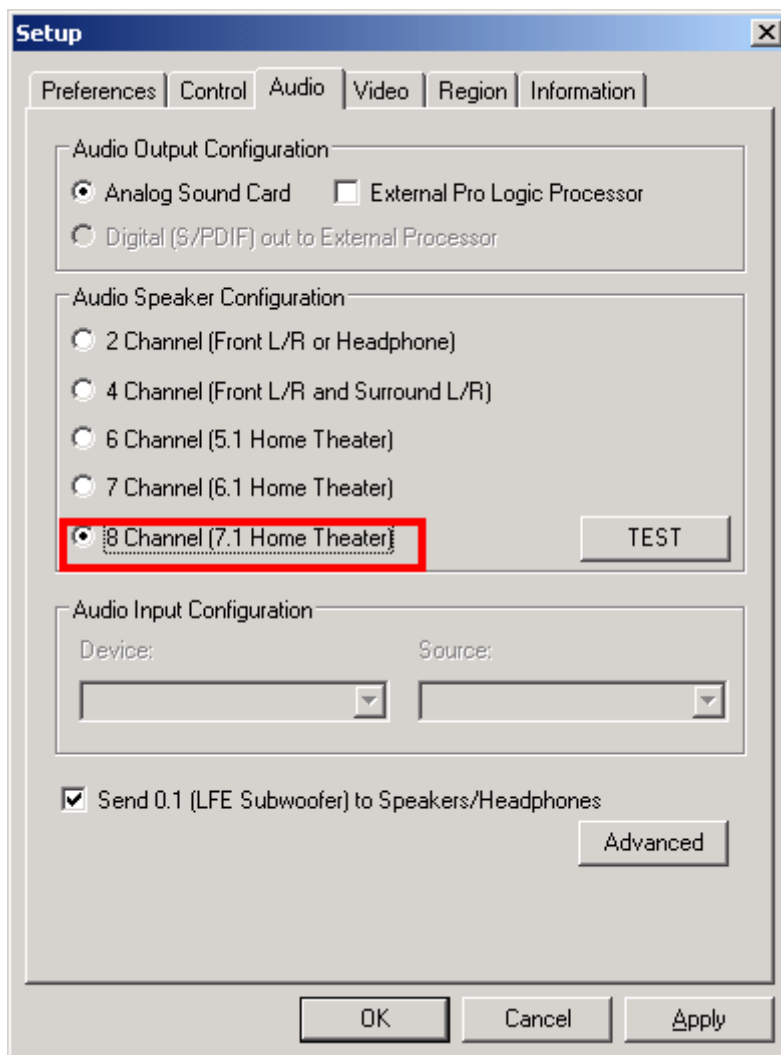 Setup
Preferences Control Audio Video Region Information
Audio Output Configuration
Analog Sound Card External Pro Logic Processor
Digital (S/PDIF) out to External Processor
Audio Speaker Configuration
2 Channel (Front L/R or Headphone)
4 Channel (Front L/R and Surround L/R)
6 Channel (5.1 Home Theater)
7 Channel (6.1 Home Theater)
8 Channel (7.1 Home Theater) TEST
Audio Input Configuration
Device: Source:
Send 0.1 (LFE Subwoofer) to Speakers/Headphones
Advanced
OK Cancel Apply